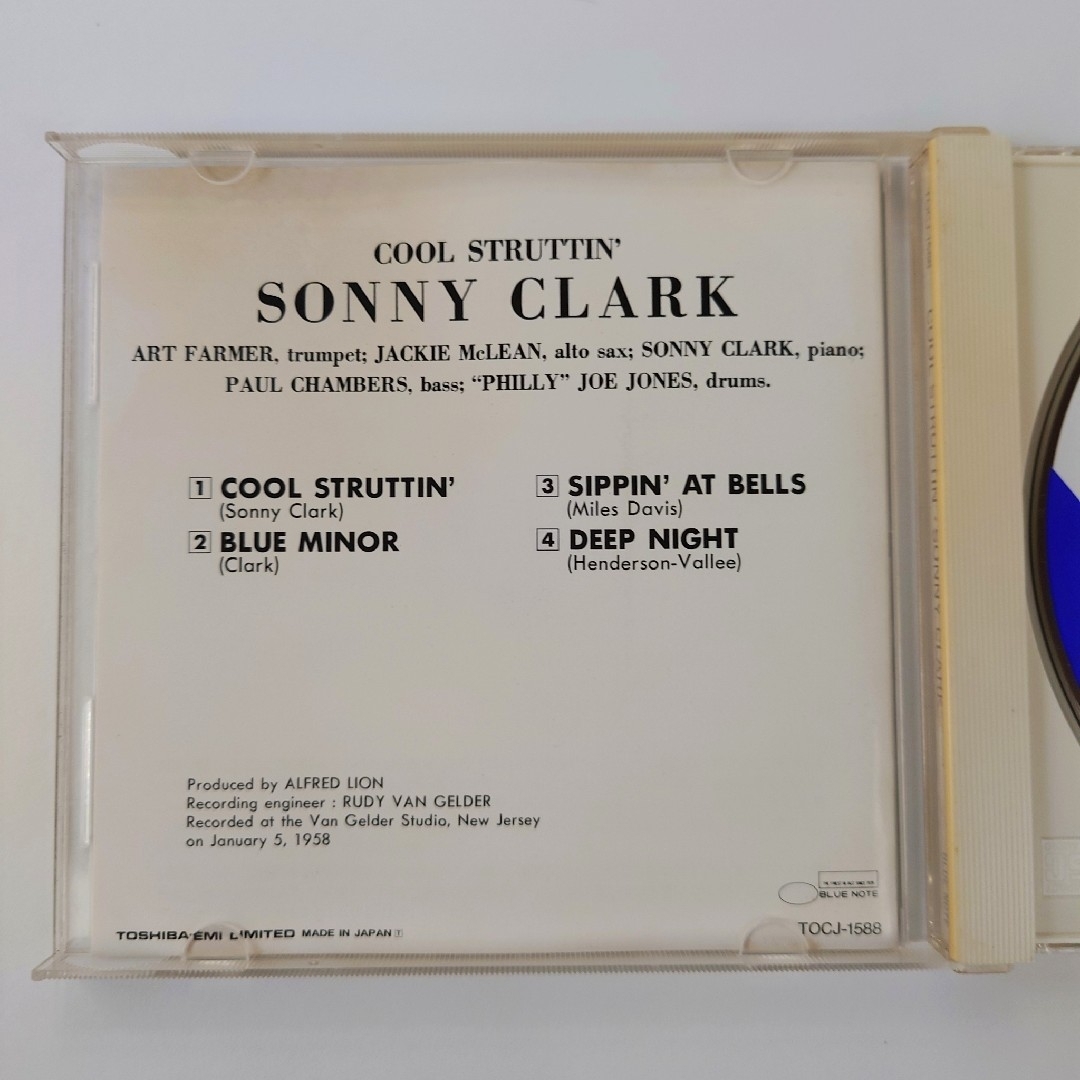 COOL STRUTTIN'
SONNY CLARK
ART FARMER, trumpet; JACKIE McLEAN, alto sax; SONNY CLARK, piano;
PAUL CHAMBERS, bass; “PHILLY” JOE JONES, drums.
1 COOL STRUTTIN'
(Sonny Clark)
2 BLUE MINOR
(Clark)
3 SIPPIN' AT BELLS
(Miles Davis)
4 DEEP NIGHT
(Henderson-Vallee)
Produced by ALFRED LION
Recording engineer : RUDY VAN GELDER
Recorded at the Van Gelder Studio, New Jersey
on January 5, 1958
BLUE NOTE
TOSHIBA-EMI LIMITED MADE IN JAPAN
TOCJ-1588